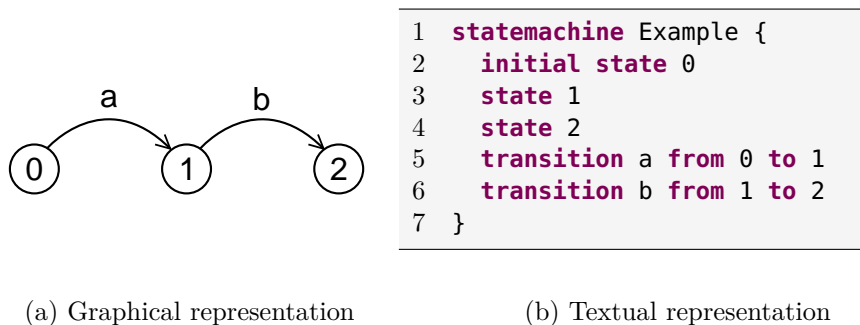 a
b
0
1
2
1 statemachine Example {
2 initial state 0
3 state 1
4 state 2
5 transition a from 0 to 1
6 transition b from 1 to 2
7 }
(a) Graphical representation
(b) Textual representation